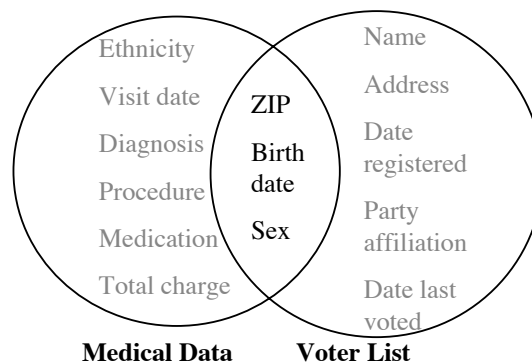 Ethnicity
Visit date
Diagnosis
Procedure
Medication
Total charge
ZIP
Birth
date
Sex
Name
Address
Date
registered
Party
affiliation
Date last
voted
Medical Data
Voter List